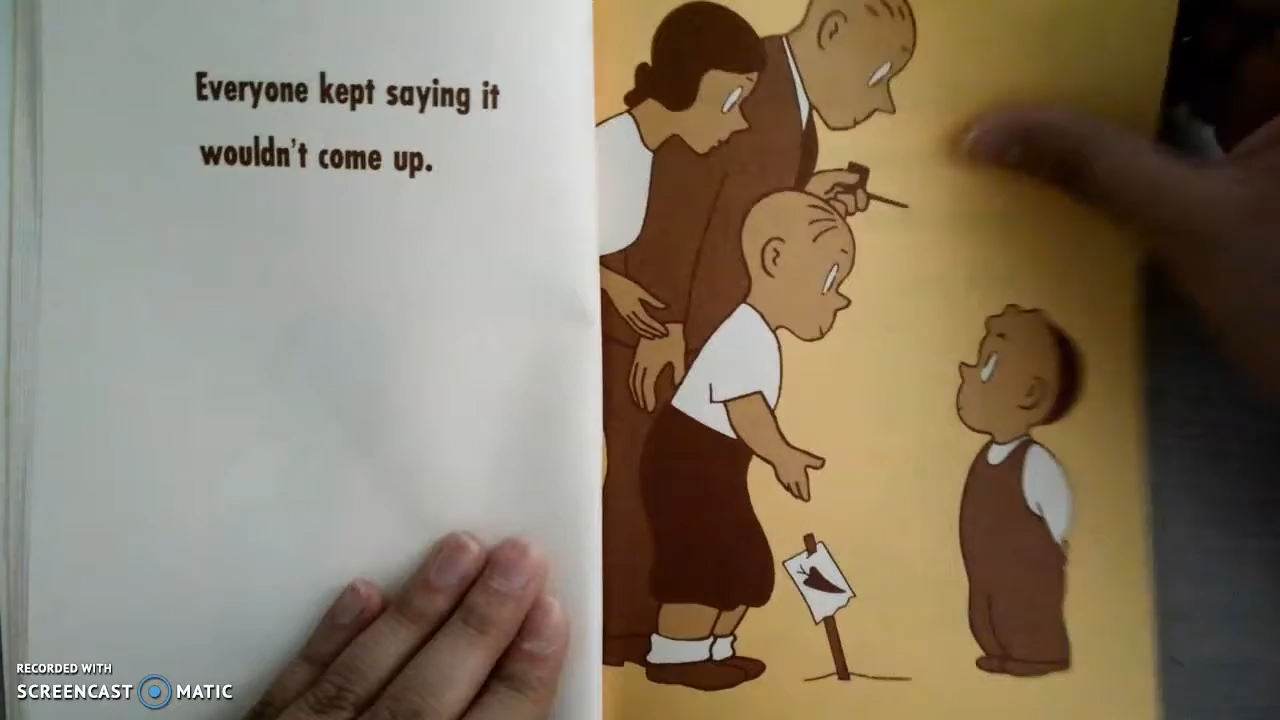 Everyone kept saying it
wouldn't come up.
RECORDED WITH
SCREENCAST MATIC